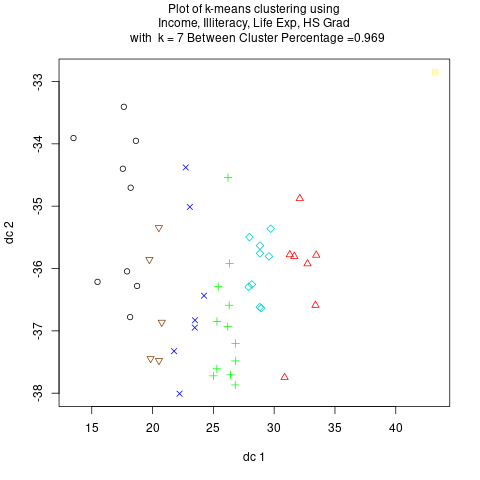 Plot of k-means clustering using
Income, Illiteracy, Life Exp, HS Grad
with k = 7 Between Cluster Percentage =0.969
-33
-34
-35
-36
-37
-38
dc 2
15 20 25 30 35 40
dc 1